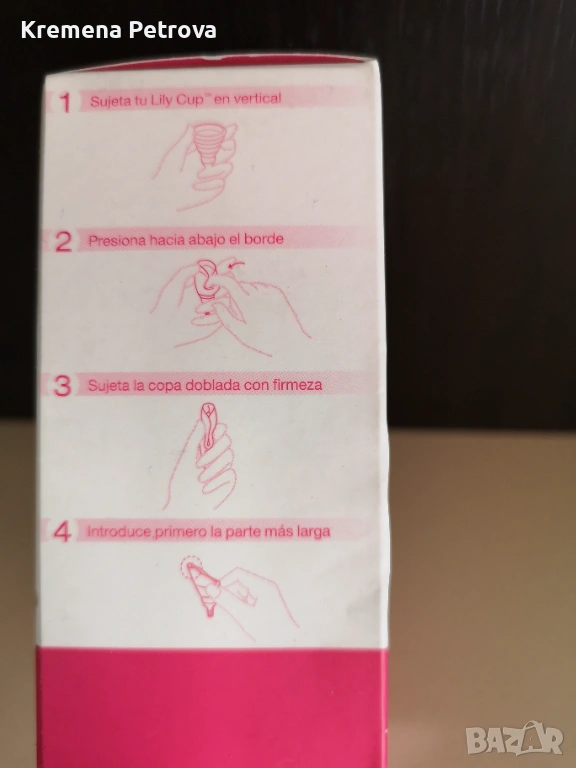 Kremena Petrova
1 Sujeta tu Lily Cup™ en vertical
2 Presiona hacia abajo el borde
3 Sujeta la copa doblada con firmeza
4 Introduce primero la parte más larga
BAZAR